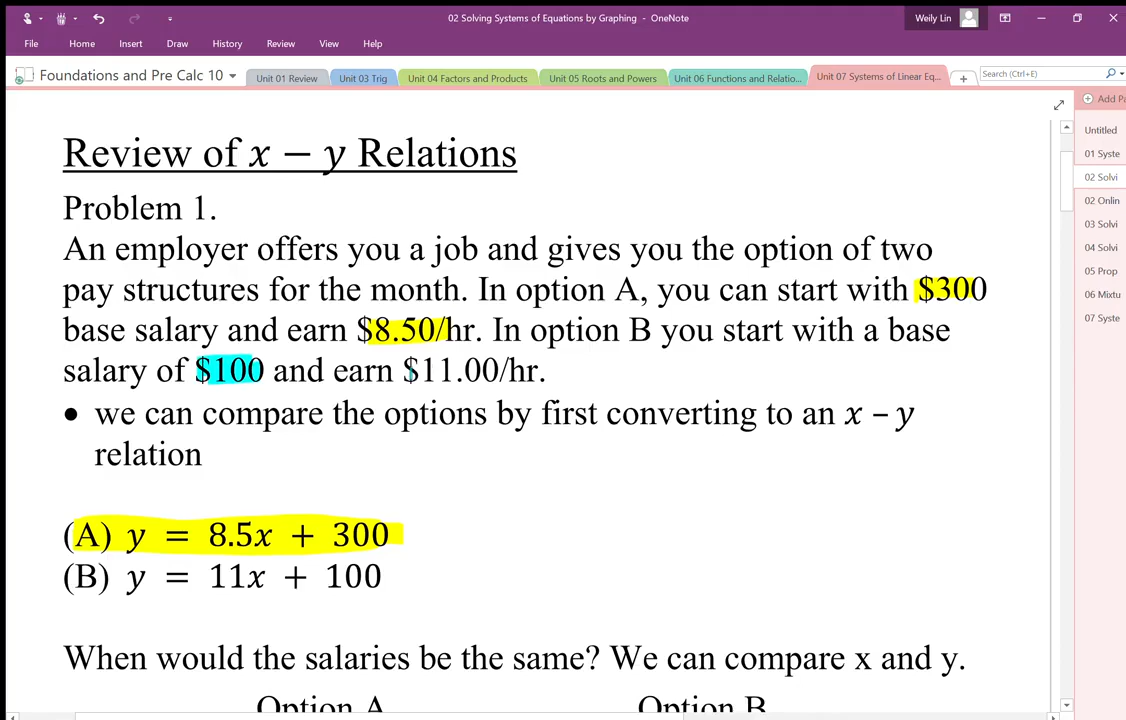 02 Solving Systems of Equations by Graphing - OneNote
Weily Lin
File Home Insert Draw History Review View Help
Foundations and Pre Calc 10
Unit 01 Review
Unit 03 Trig
Unit 04 Factors and Products
Unit 05 Roots and Powers
Unit 06 Functions and Relatio...
Unit 07 Systems of Linear Eq...
Search (Ctrl+E)
Add Pa
Untitled
01 Syste
02 Solvi
02 Onlin
03 Solvi
04 Solvi
05 Prop
06 Mixtu
07 Syste
Review of x − y Relations
Problem 1.
An employer offers you a job and gives you the option of two
pay structures for the month. In option A, you can start with $300
base salary and earn $8.50/hr. In option B you start with a base
salary of $100 and earn $11.00/hr.
• we can compare the options by first converting to an x – y
relation
(A) y = 8.5x + 300
(B) y = 11x + 100
When would the salaries be the same? We can compare x and y.
Option A Option B